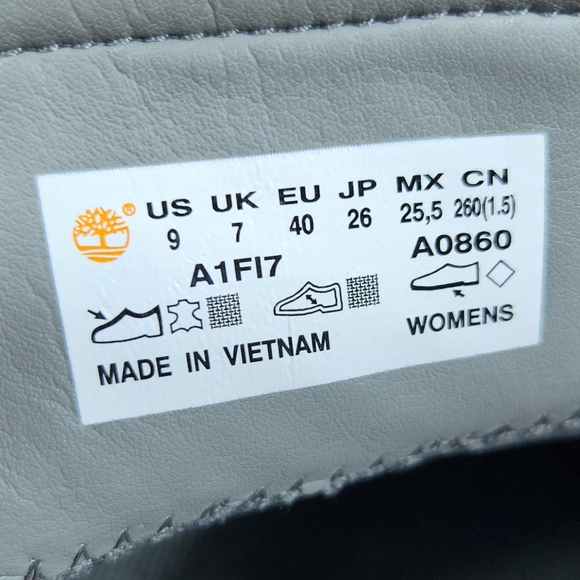 ® US UK EU JP MX CN
9 7 40 26 25,5 260(1.5)
A1FI7 A0860
WOMENS
MADE IN VIETNAM